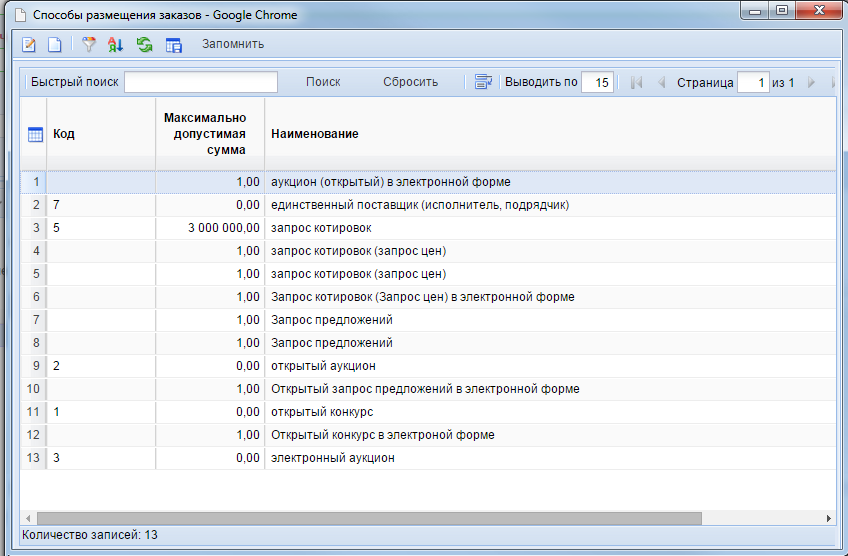 Способы размещения заказов - Google Chrome
Запомнить
Быстрый поиск Поиск Сбросить Выводить по 15 Страница 1 из 1
Код Максимально допустимая сумма Наименование
1 1,00 аукцион (открытый) в электронной форме
2 7 0,00 единственный поставщик (исполнитель, подрядчик)
3 5 3 000 000,00 запрос котировок
4 1,00 запрос котировок (запрос цен)
5 1,00 запрос котировок (запрос цен)
6 1,00 Запрос котировок (Запрос цен) в электронной форме
7 1,00 Запрос предложений
8 1,00 Запрос предложений
9 2 0,00 открытый аукцион
10 1,00 Открытый запрос предложений в электронной форме
11 1 0,00 открытый конкурс
12 1,00 Открытый конкурс в электроной форме
13 3 0,00 электронный аукцион
Количество записей: 13